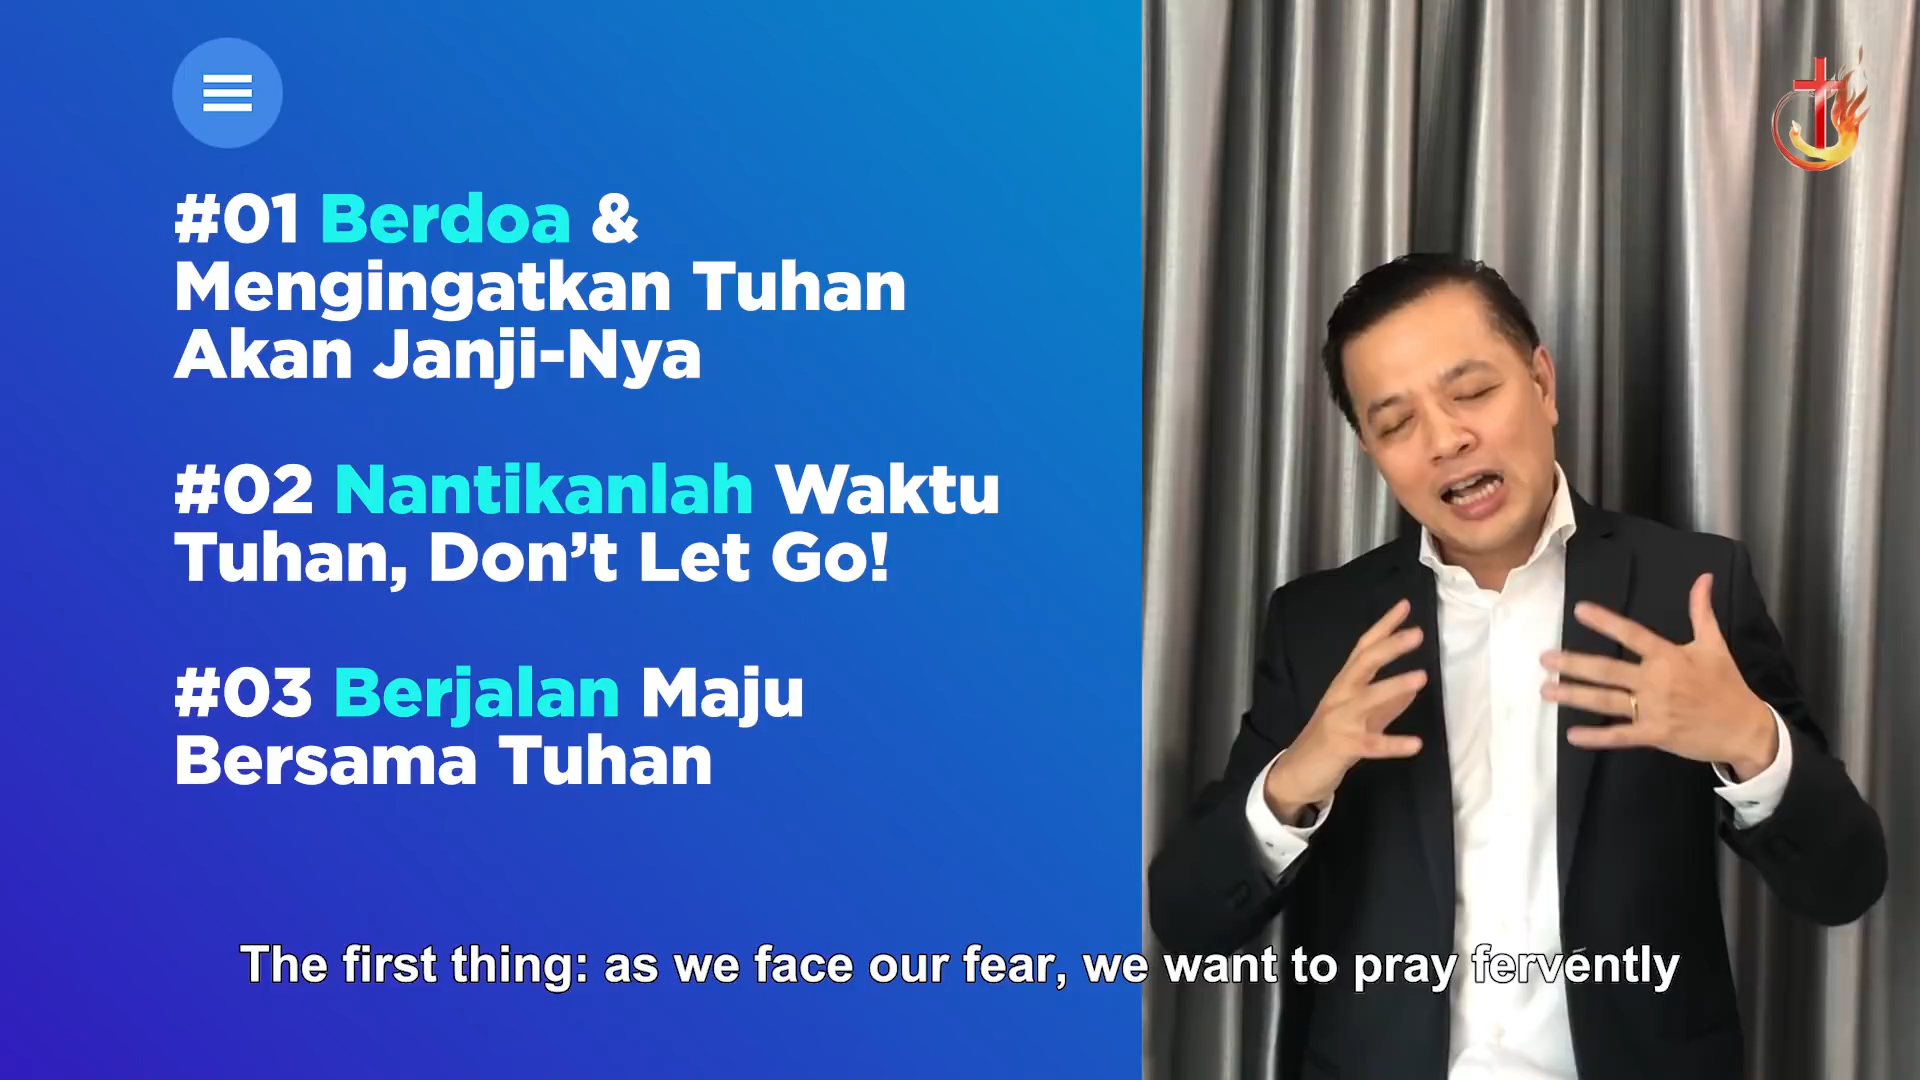 #01 Berdoa &
Mengingatkan Tuhan
Akan Janji-Nya
#02 Nantikanlah Waktu
Tuhan, Don’t Let Go!
#03 Berjalan Maju
Bersama Tuhan
The first thing: as we face our fear, we want to pray fervently